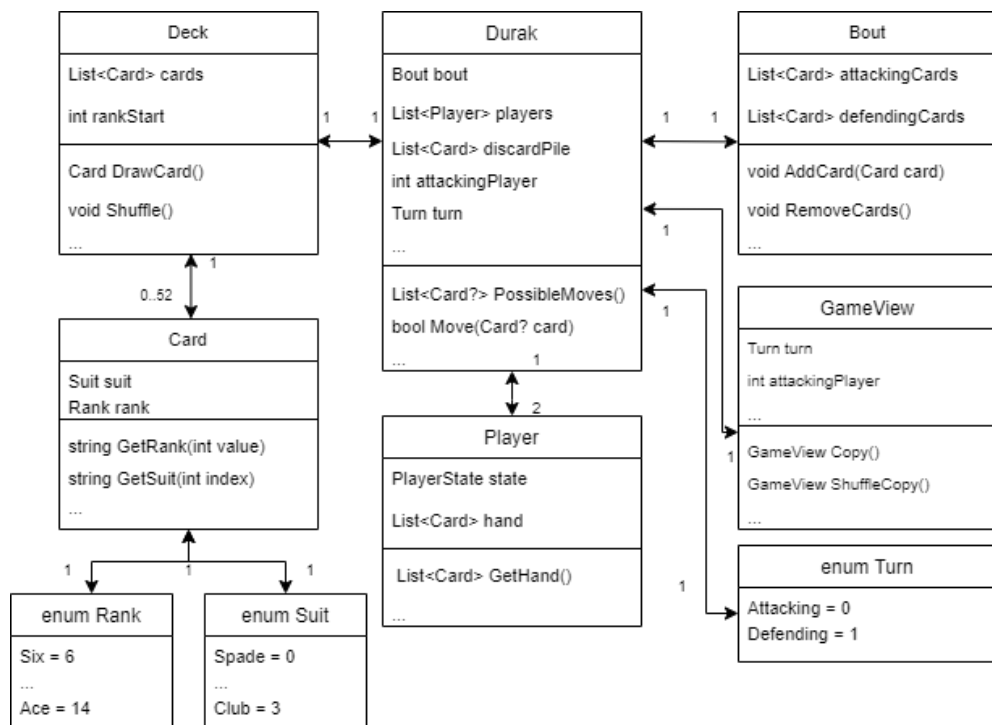 Deck
List<Card> cards
int rankStart
Card DrawCard()
void Shuffle()
...
1
1
Durak
Bout bout
List<Player> players
List<Card> discardPile
int attackingPlayer
Turn turn
...
List<Card?> PossibleMoves()
bool Move(Card? card)
...
1
1
Bout
List<Card> attackingCards
List<Card> defendingCards
void AddCard(Card card)
void RemoveCards()
...
1
0..52
Card
Suit suit
Rank rank
string GetRank(int value)
string GetSuit(int index)
...
1
1
1
enum Rank
Six = 6
...
Ace = 14
enum Suit
Spade = 0
...
Club = 3
1
2
Player
PlayerState state
List<Card> hand
List<Card> GetHand()
...
1
1
GameView
Turn turn
int attackingPlayer
...
GameView Copy()
GameView ShuffleCopy()
...
1
1
enum Turn
Attacking = 0
Defending = 1